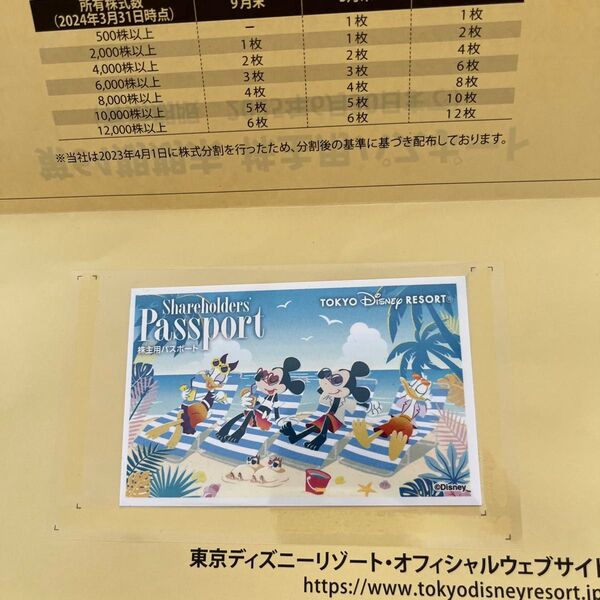 所有株式数
(2024年3月31日時点)
9月末
500株以上 － 1枚 1枚
2,000株以上 1枚 1枚 2枚
4,000株以上 2枚 2枚 4枚
6,000株以上 3枚 3枚 6枚
8,000株以上 4枚 4枚 8枚
10,000株以上 5枚 5枚 10枚
12,000株以上 6枚 6枚 12枚
※当社は2023年4月1日に株式分割を行ったため、分割後の基準に基づき配布しております。
Shareholders'
Passport
株主用パスポート
TOKYO Disney RESORT®
©Disney
東京ディズニーリゾート・オフィシャルウェブサイト
https://www.tokyodisneyresort.jp